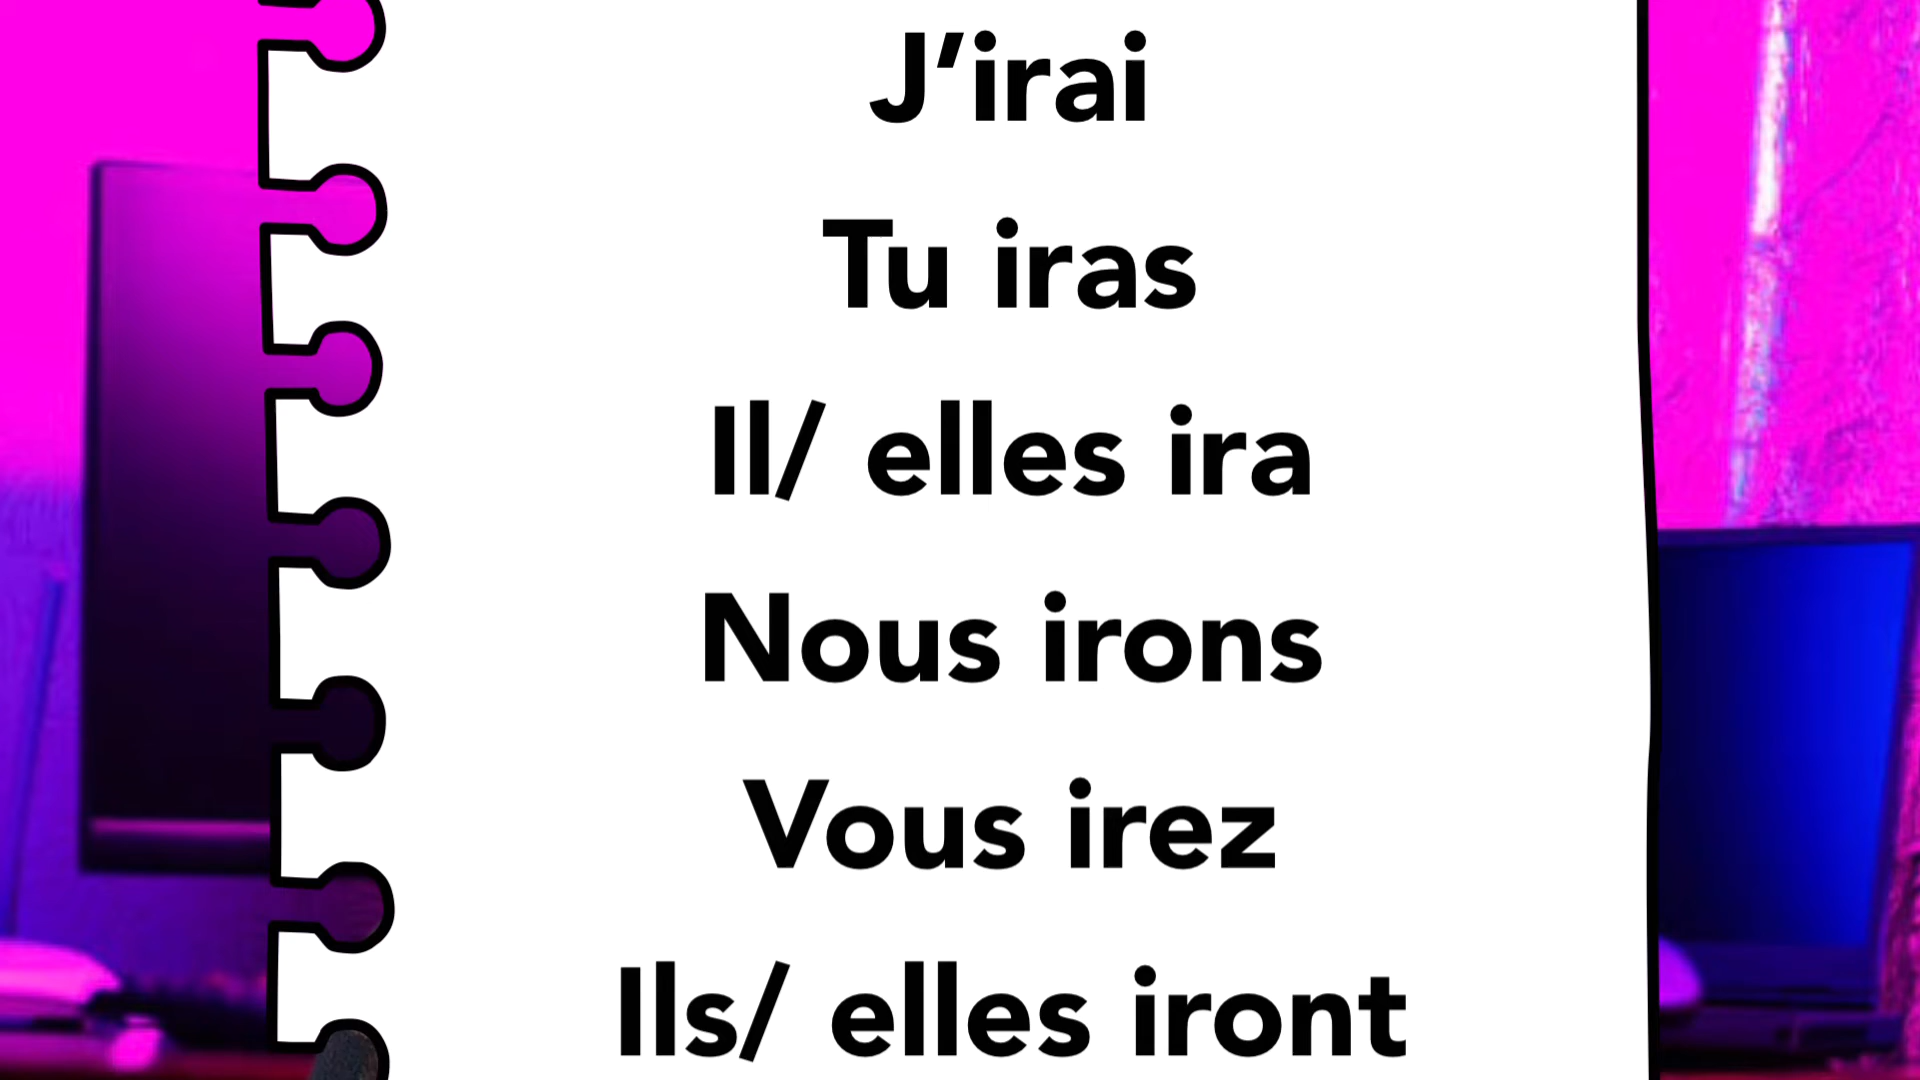 J’irai
Tu iras
Il/ elles ira
Nous irons
Vous irez
Ils/ elles iront